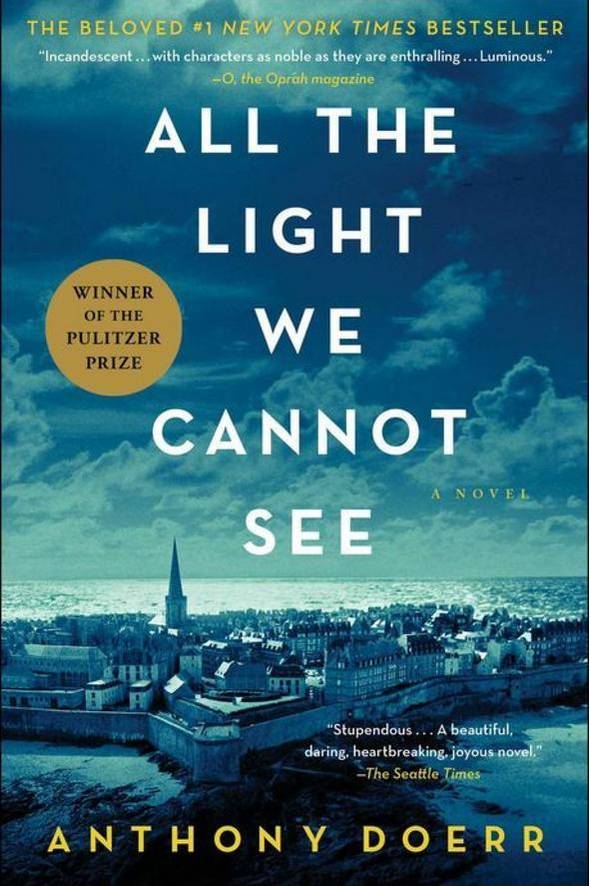 THE BELOVED #1 NEW YORK TIMES BESTSELLER
“Incandescent . . . with characters as noble as they are enthralling . . . Luminous.”
—O, the Oprah magazine
ALL THE
LIGHT
WE
CANNOT
SEE
WINNER
OF THE
PULITZER
PRIZE
A NOVEL
“Stupendous . . . A beautiful,
daring, heartbreaking, joyous novel.”
—The Seattle Times
ANTHONY DOERR